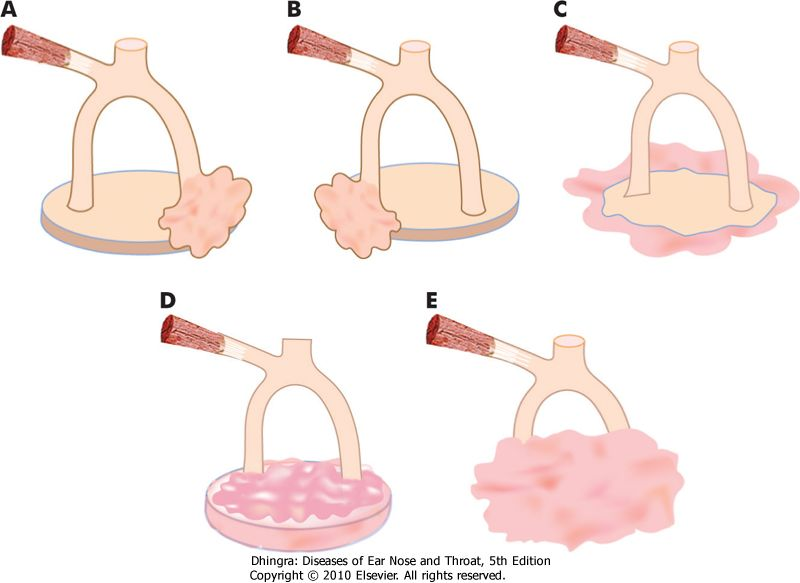 A
B
C
D
E
Dhingra: Diseases of Ear Nose and Throat, 5th Edition
Copyright © 2010 Elsevier. All rights reserved.